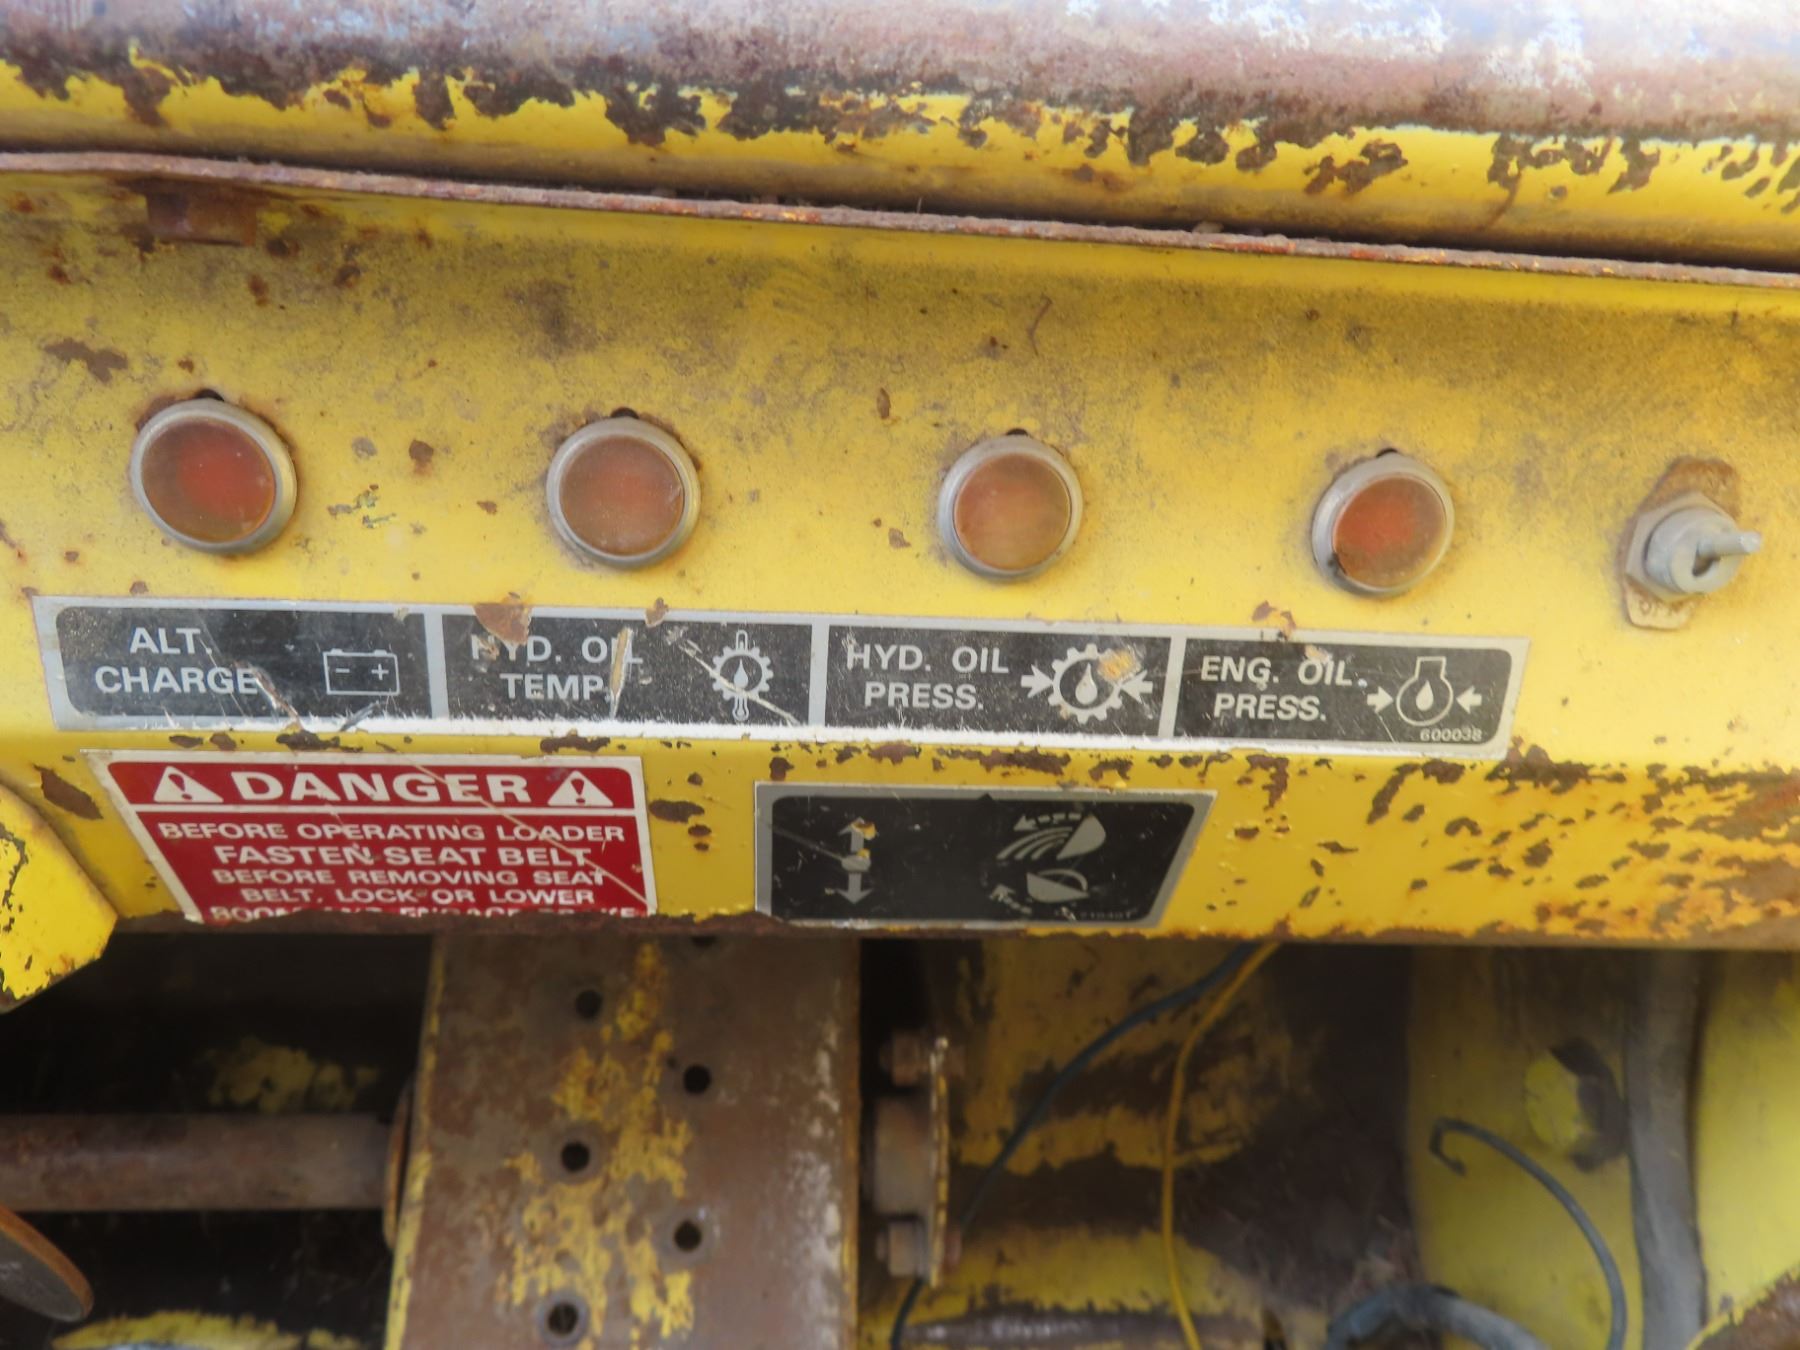 ALT.
CHARGE
HYD. OIL
TEMP.
HYD. OIL
PRESS.
ENG. OIL.
PRESS.
600038
DANGER
BEFORE OPERATING LOADER
FASTEN SEAT BELT
BEFORE REMOVING SEAT
BELT, LOCK OR LOWER